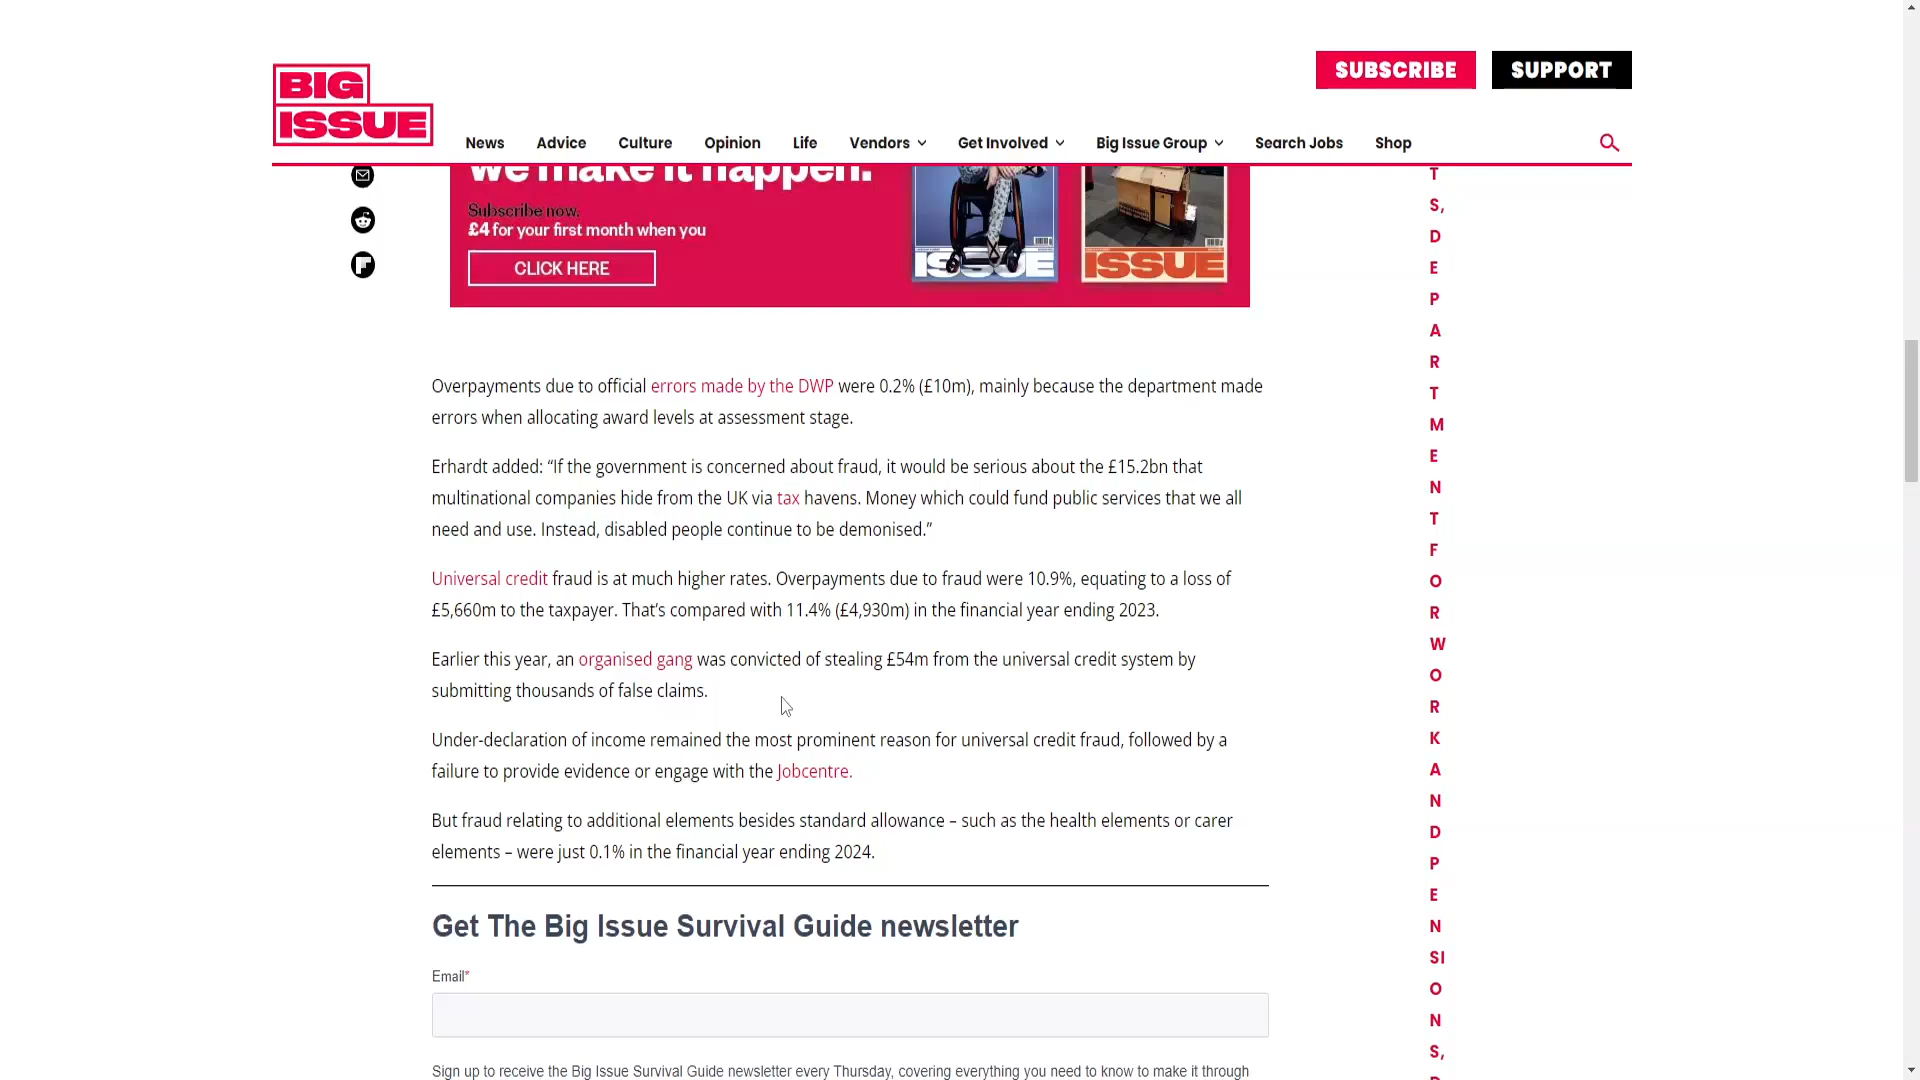 SUBSCRIBE SUPPORT
BIG
ISSUE
News Advice Culture Opinion Life Vendors Get Involved Big Issue Group Search Jobs Shop
we make it happen.
Subscribe now.
£4 for your first month when you
CLICK HERE
ISSUE ISSUE
Overpayments due to official errors made by the DWP were 0.2% (£10m), mainly because the department made
errors when allocating award levels at assessment stage.
Erhardt added: “If the government is concerned about fraud, it would be serious about the £15.2bn that
multinational companies hide from the UK via tax havens. Money which could fund public services that we all
need and use. Instead, disabled people continue to be demonised.”
Universal credit fraud is at much higher rates. Overpayments due to fraud were 10.9%, equating to a loss of
£5,660m to the taxpayer. That’s compared with 11.4% (£4,930m) in the financial year ending 2023.
Earlier this year, an organised gang was convicted of stealing £54m from the universal credit system by
submitting thousands of false claims.
Under-declaration of income remained the most prominent reason for universal credit fraud, followed by a
failure to provide evidence or engage with the Jobcentre.
But fraud relating to additional elements besides standard allowance – such as the health elements or carer
elements – were just 0.1% in the financial year ending 2024.
Get The Big Issue Survival Guide newsletter
Email*
Sign up to receive the Big Issue Survival Guide newsletter every Thursday, covering everything you need to know to make it through
T
S,
D
E
P
A
R
T
M
E
N
T
F
O
R
W
O
R
K
A
N
D
P
E
N
SI
O
N
S,